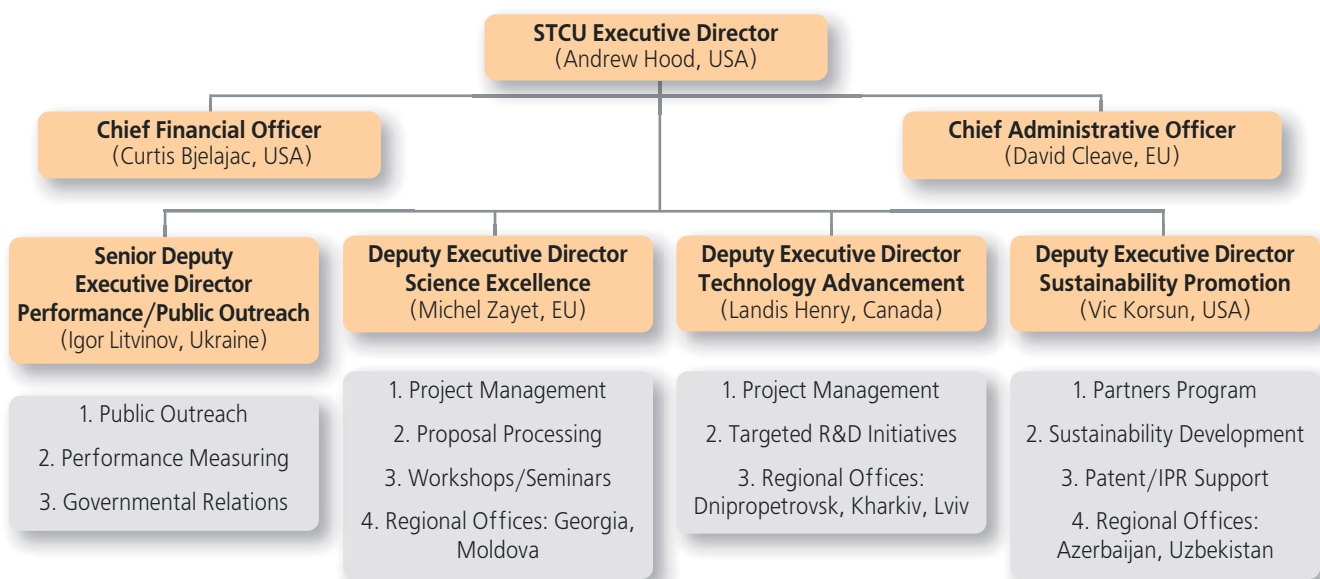 STCU Executive Director
(Andrew Hood, USA)
Chief Financial Officer
(Curtis Bjelajac, USA)
Chief Administrative Officer
(David Cleave, EU)
Senior Deputy
Executive Director
Performance/Public Outreach
(Igor Litvinov, Ukraine)
Deputy Executive Director
Science Excellence
(Michel Zayet, EU)
Deputy Executive Director
Technology Advancement
(Landis Henry, Canada)
Deputy Executive Director
Sustainability Promotion
(Vic Korsun, USA)
1. Public Outreach
2. Performance Measuring
3. Governmental Relations
1. Project Management
2. Proposal Processing
3. Workshops/Seminars
4. Regional Offices: Georgia,
Moldova
1. Project Management
2. Targeted R&D Initiatives
3. Regional Offices:
Dnipropetrovsk, Kharkiv, Lviv
1. Partners Program
2. Sustainability Development
3. Patent/IPR Support
4. Regional Offices:
Azerbaijan, Uzbekistan